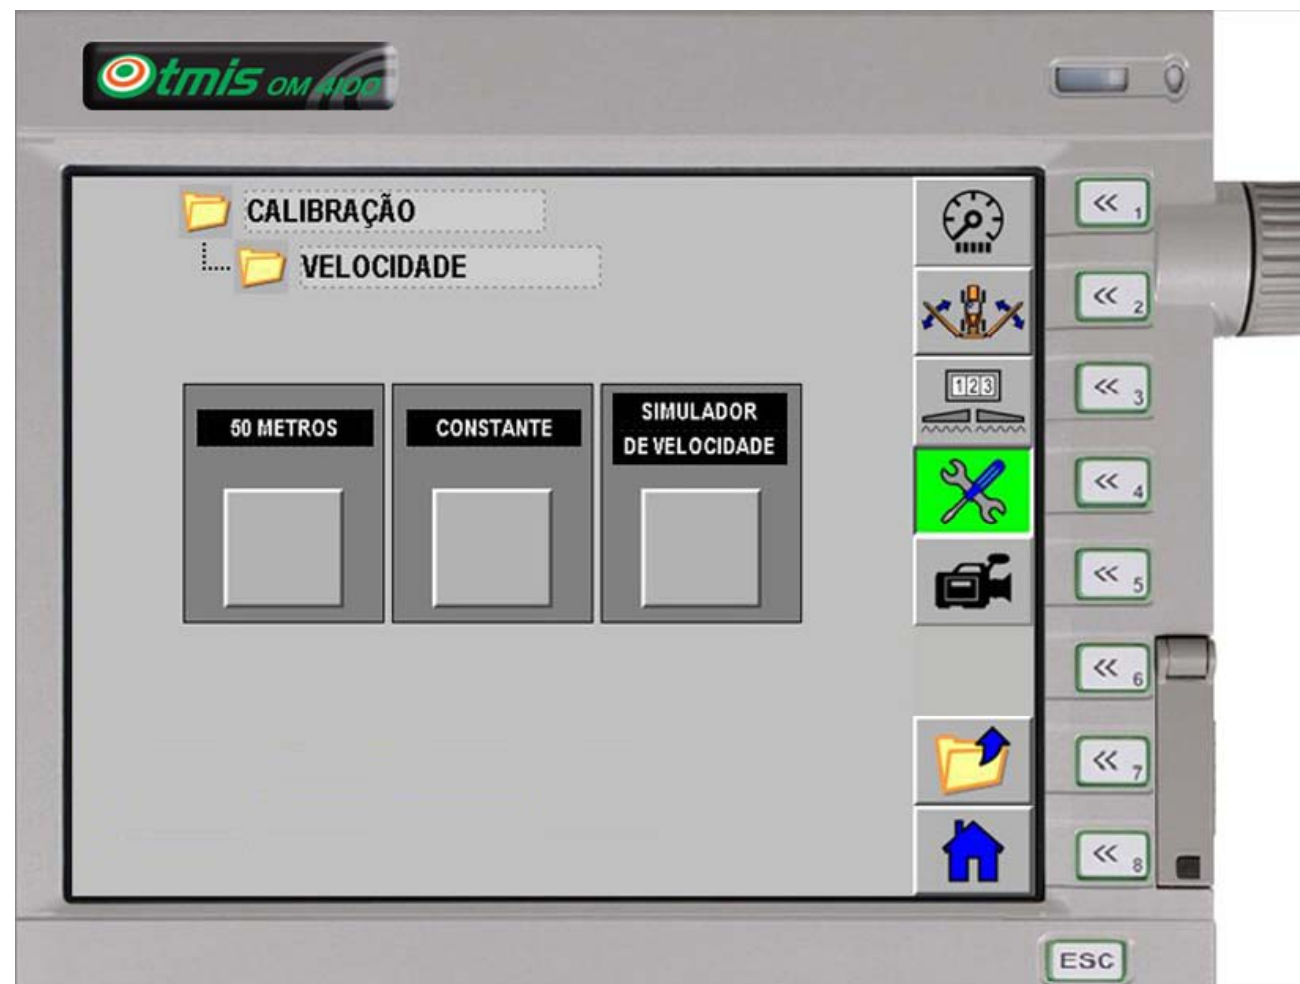 Otmis OM 4100
CALIBRAÇÃO
VELOCIDADE
50 METROS
CONSTANTE
SIMULADOR
DE VELOCIDADE
123
<< 1
<< 2
<< 3
<< 4
<< 5
<< 6
<< 7
<< 8
ESC